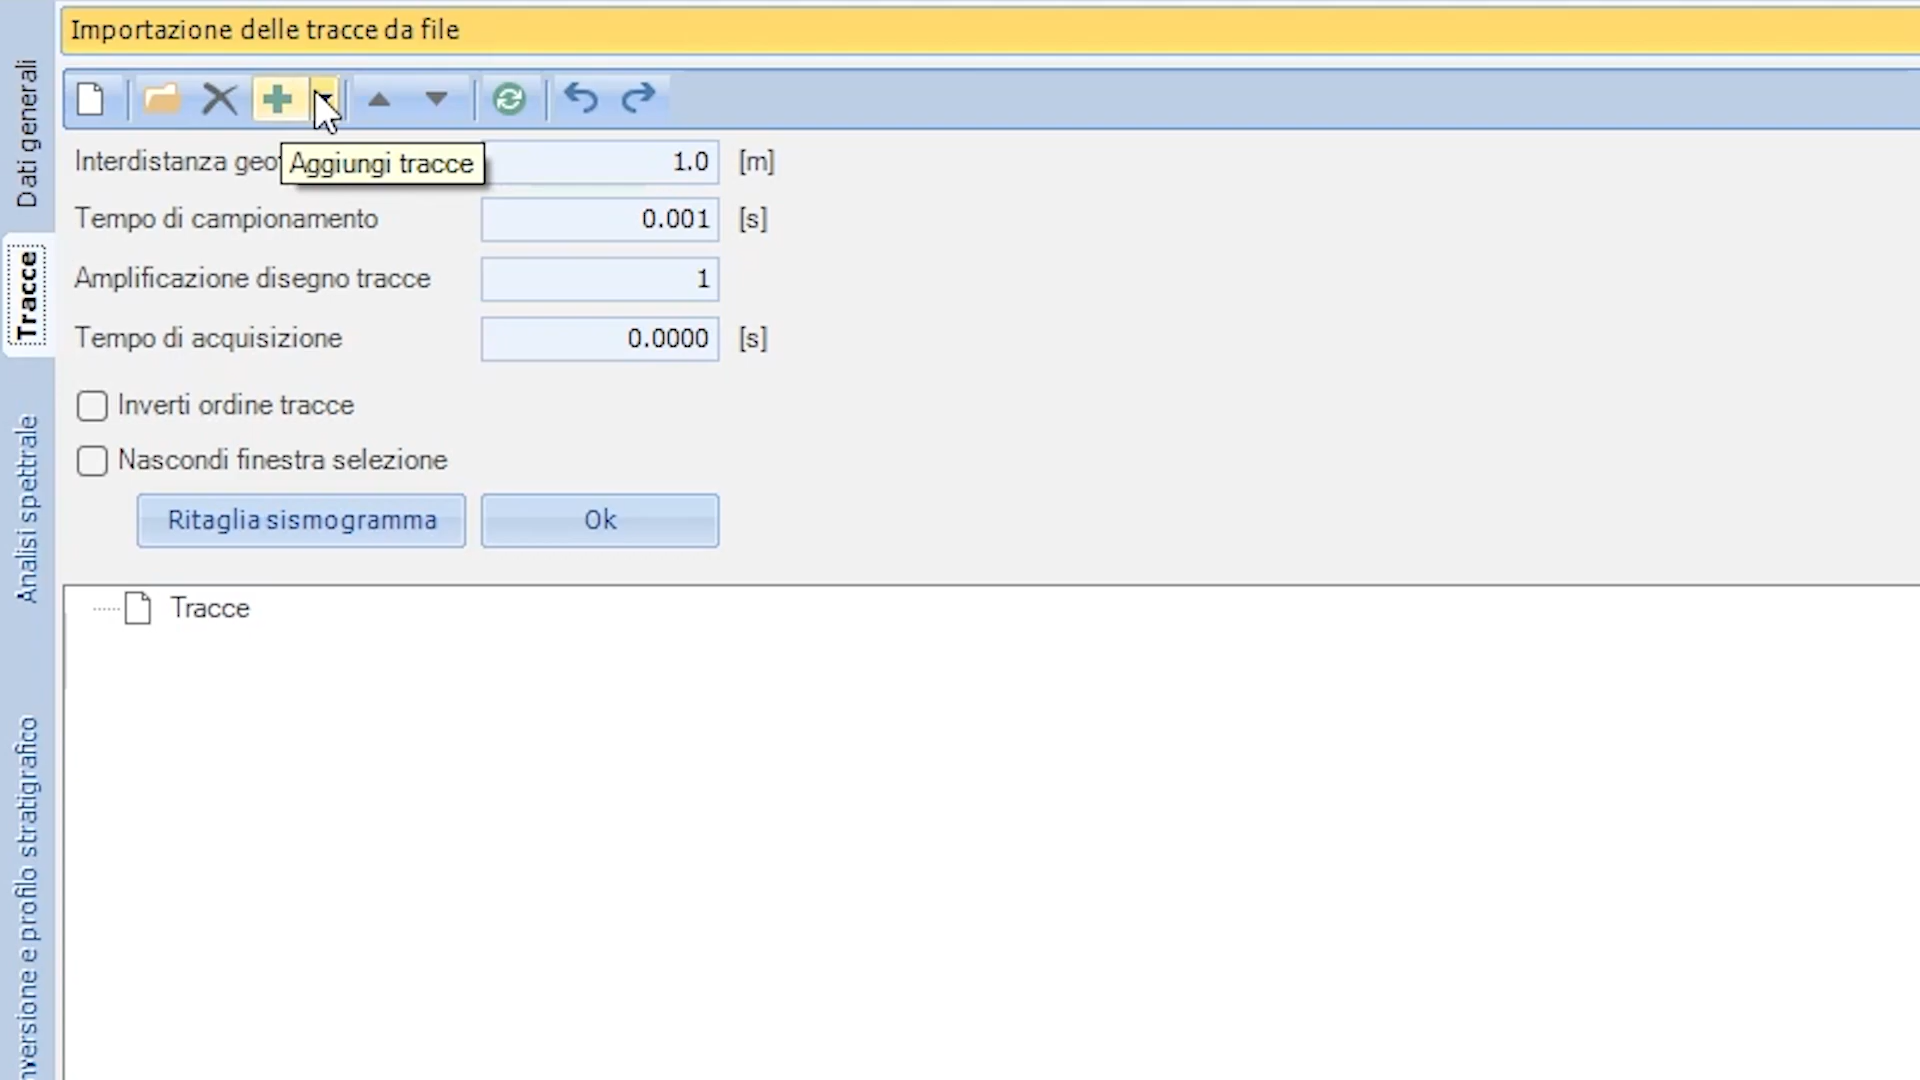 Importazione delle tracce da file
Dati generali
Tracce
Analisi spettrale
Aggiungi tracce
Interdistanza
1.0 [m]
Tempo di campionamento 0.001 [s]
Amplificazione disegno tracce 1
Tempo di acquisizione 0.0000 [s]
Inverti ordine tracce
Nascondi finestra selezione
Ritaglia sismogramma Ok
Tracce
e profilo stratigrafico